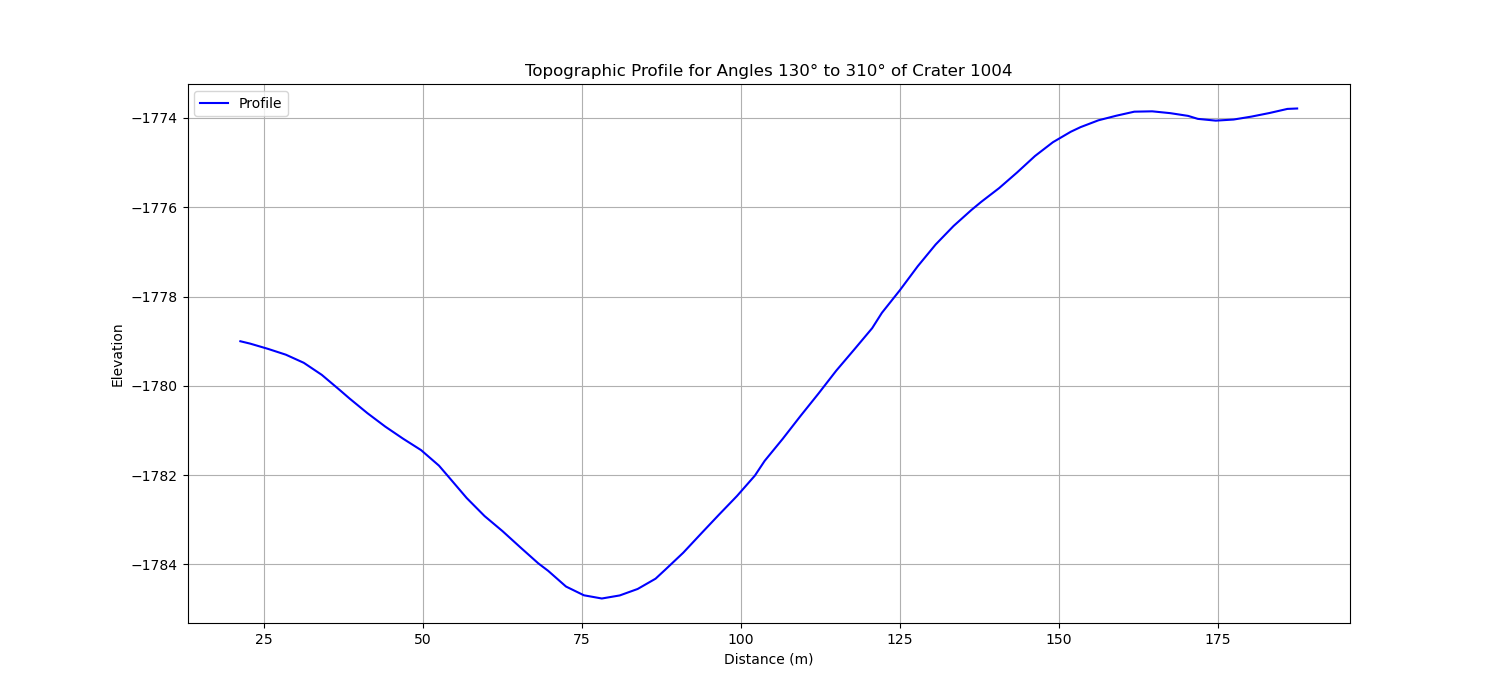 Topographic Profile for Angles 130° to 310° of Crater 1004
Profile
−1774
−1776
−1778
−1780
−1782
−1784
Elevation
25 50 75 100 125 150 175
Distance (m)